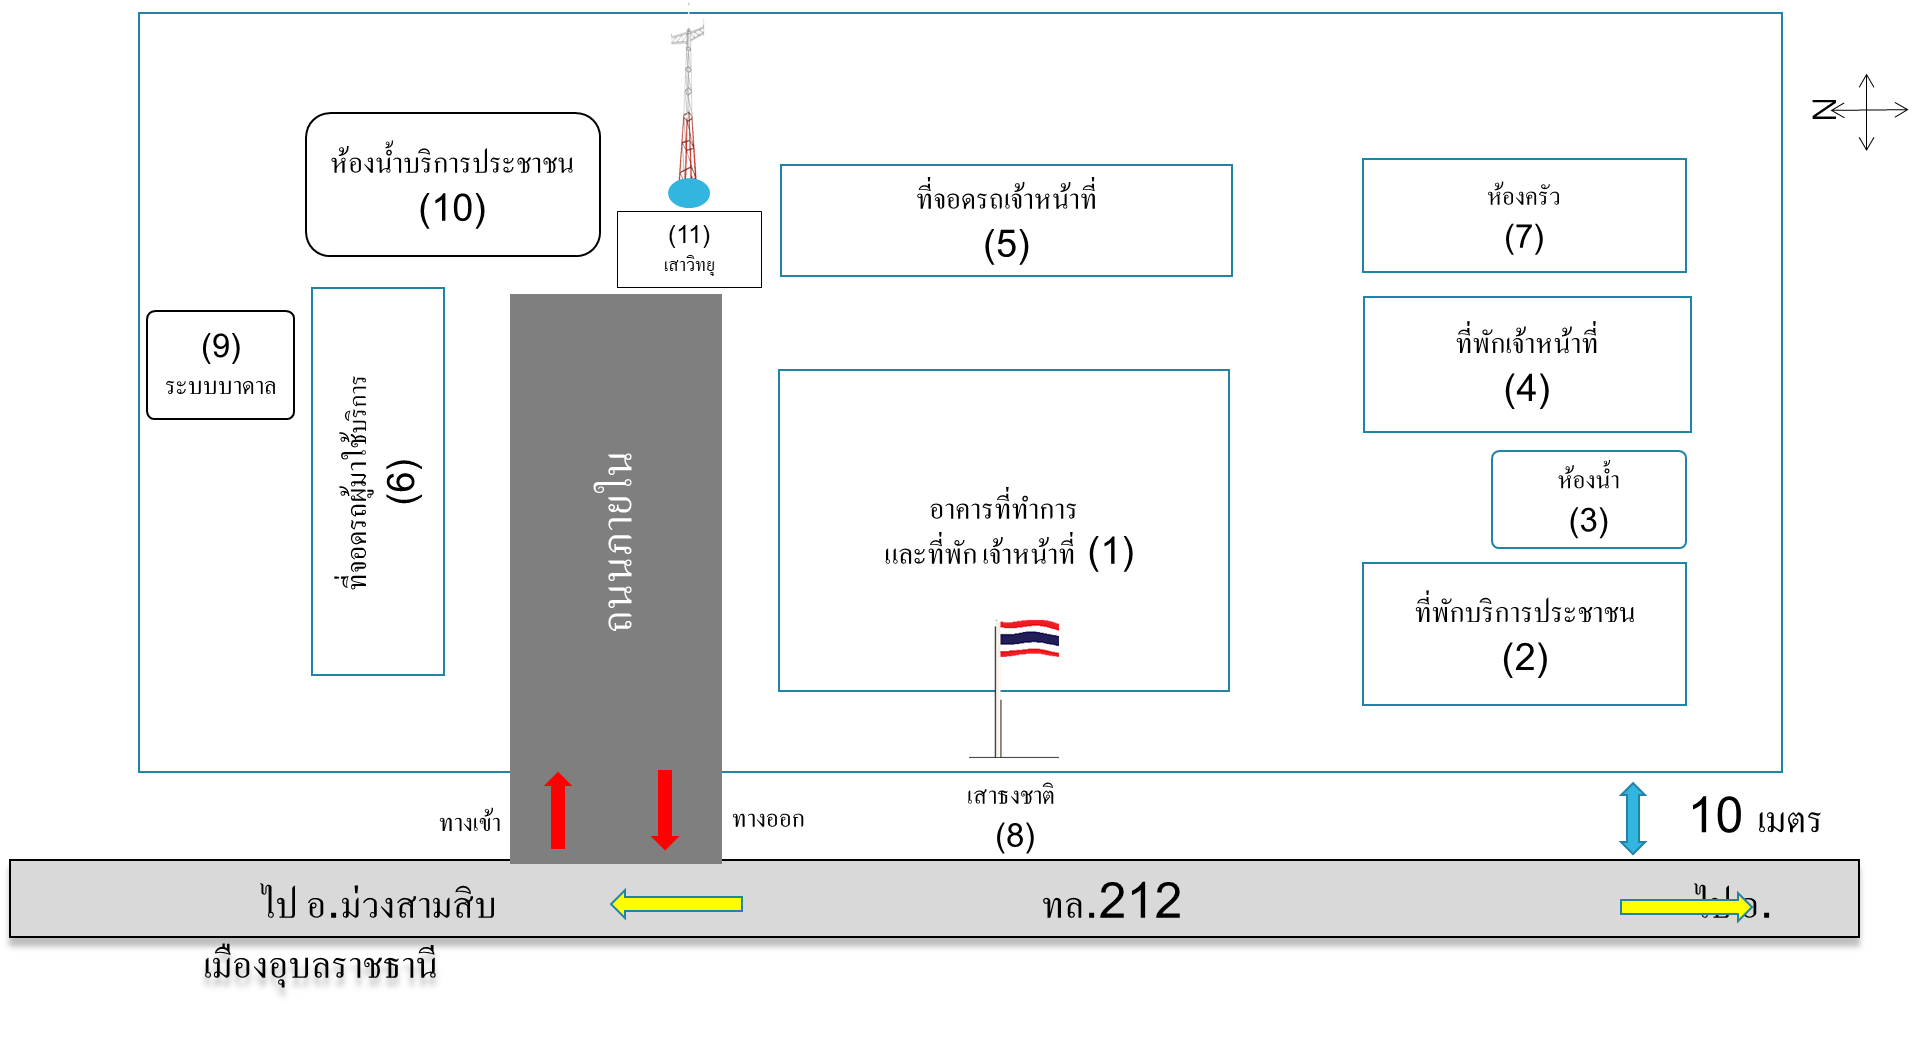 N
ห้องน้ำบริการประชาชน
(10)
(11)
เสาวิทยุ
ที่จอดรถเจ้าหน้าที่
(5)
ห้องครัว
(7)
(9)
ระบบบาดาล
ที่จอดรถผู้มาใช้บริการ
(6)
ถนนภายใน
อาคารที่ทำการ
และที่พัก เจ้าหน้าที่ (1)
ที่พักเจ้าหน้าที่
(4)
ห้องน้ำ
(3)
ที่พักบริการประชาชน
(2)
ทางเข้า
ทางออก
เสาธงชาติ
(8)
10 เมตร
ไป อ.ม่วงสามสิบ ทล.212 ไป อ.
เมืองอุบลราชธานี